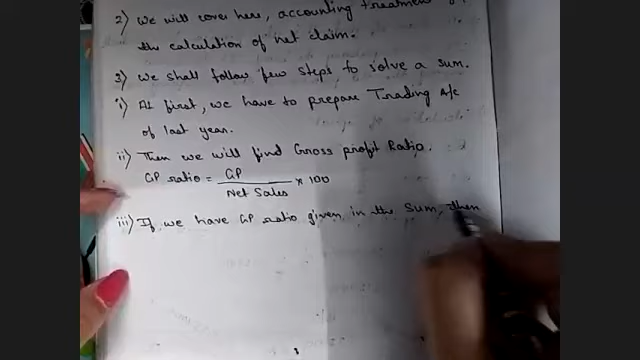 2) We will cover here, accounting treatment
the calculation of net claim.
3) We shall follow few steps to solve a sum.
i) At first, we have to prepare Trading A/c
of last year.
ii) Then we will find Gross profit Ratio.
GP ratio = GP / Net Sales × 100
iii) If we have GP ratio given in the sum, then